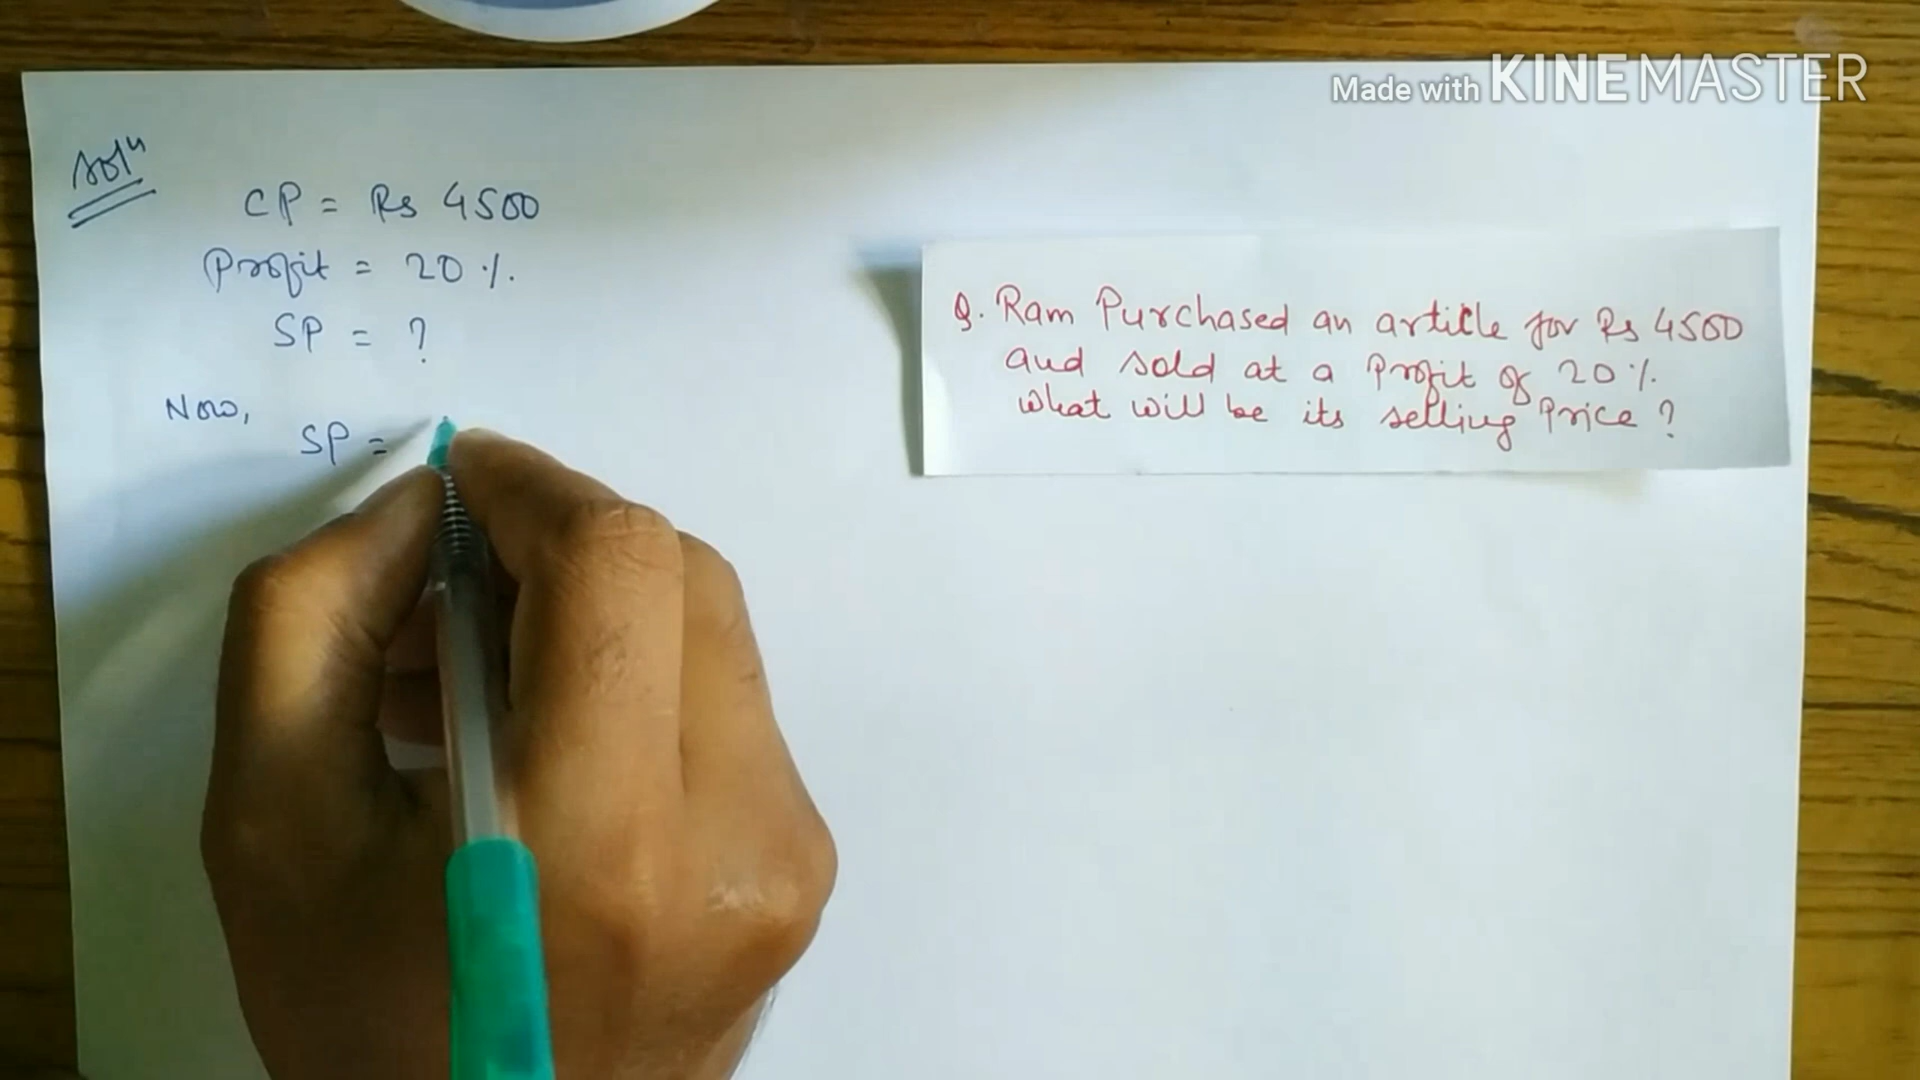 Made with KINEMASTER
Solⁿ
CP = Rs 4500
Profit = 20 %.
SP = ?
Now,
SP =
Q. Ram Purchased an article for Rs 4500
and sold at a Profit of 20 %.
What will be its selling Price ?